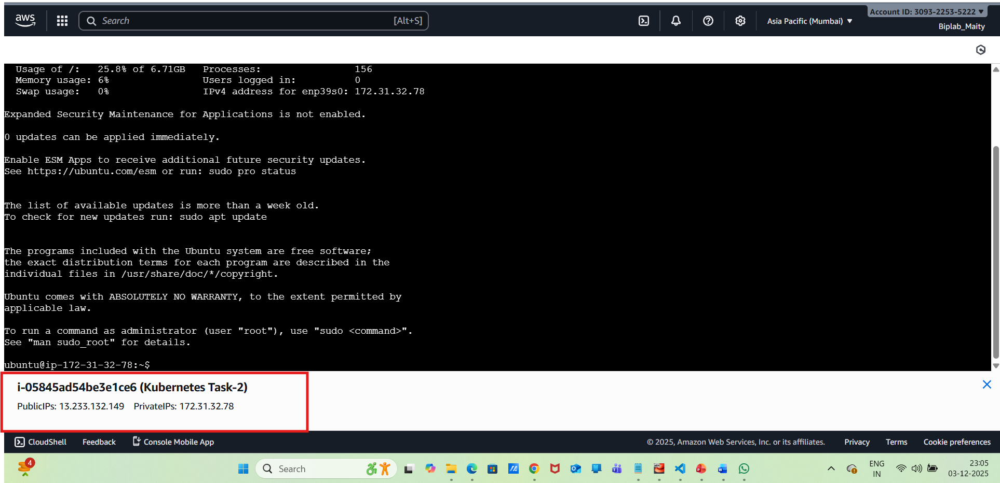 aws
Search [Alt+S]
Asia Pacific (Mumbai) ▼
Account ID: 3093-2253-5222 ▼
Biplab_Maity
Usage of /: 25.8% of 6.71GB Processes: 156
Memory usage: 6% Users logged in: 0
Swap usage: 0% IPv4 address for enp39s0: 172.31.32.78
Expanded Security Maintenance for Applications is not enabled.
0 updates can be applied immediately.
Enable ESM Apps to receive additional future security updates.
See https://ubuntu.com/esm or run: sudo pro status
The list of available updates is more than a week old.
To check for new updates run: sudo apt update
The programs included with the Ubuntu system are free software;
the exact distribution terms for each program are described in the
individual files in /usr/share/doc/*/copyright.
Ubuntu comes with ABSOLUTELY NO WARRANTY, to the extent permitted by
applicable law.
To run a command as administrator (user "root"), use "sudo <command>".
See "man sudo_root" for details.
ubuntu@ip-172-31-32-78:~$
i-05845ad54be3e1ce6 (Kubernetes Task-2)
PublicIPs: 13.233.132.149 PrivateIPs: 172.31.32.78
CloudShell Feedback Console Mobile App © 2025, Amazon Web Services, Inc. or its affiliates. Privacy Terms Cookie preferences
4
Search
ENG
IN
23:05
03-12-2025